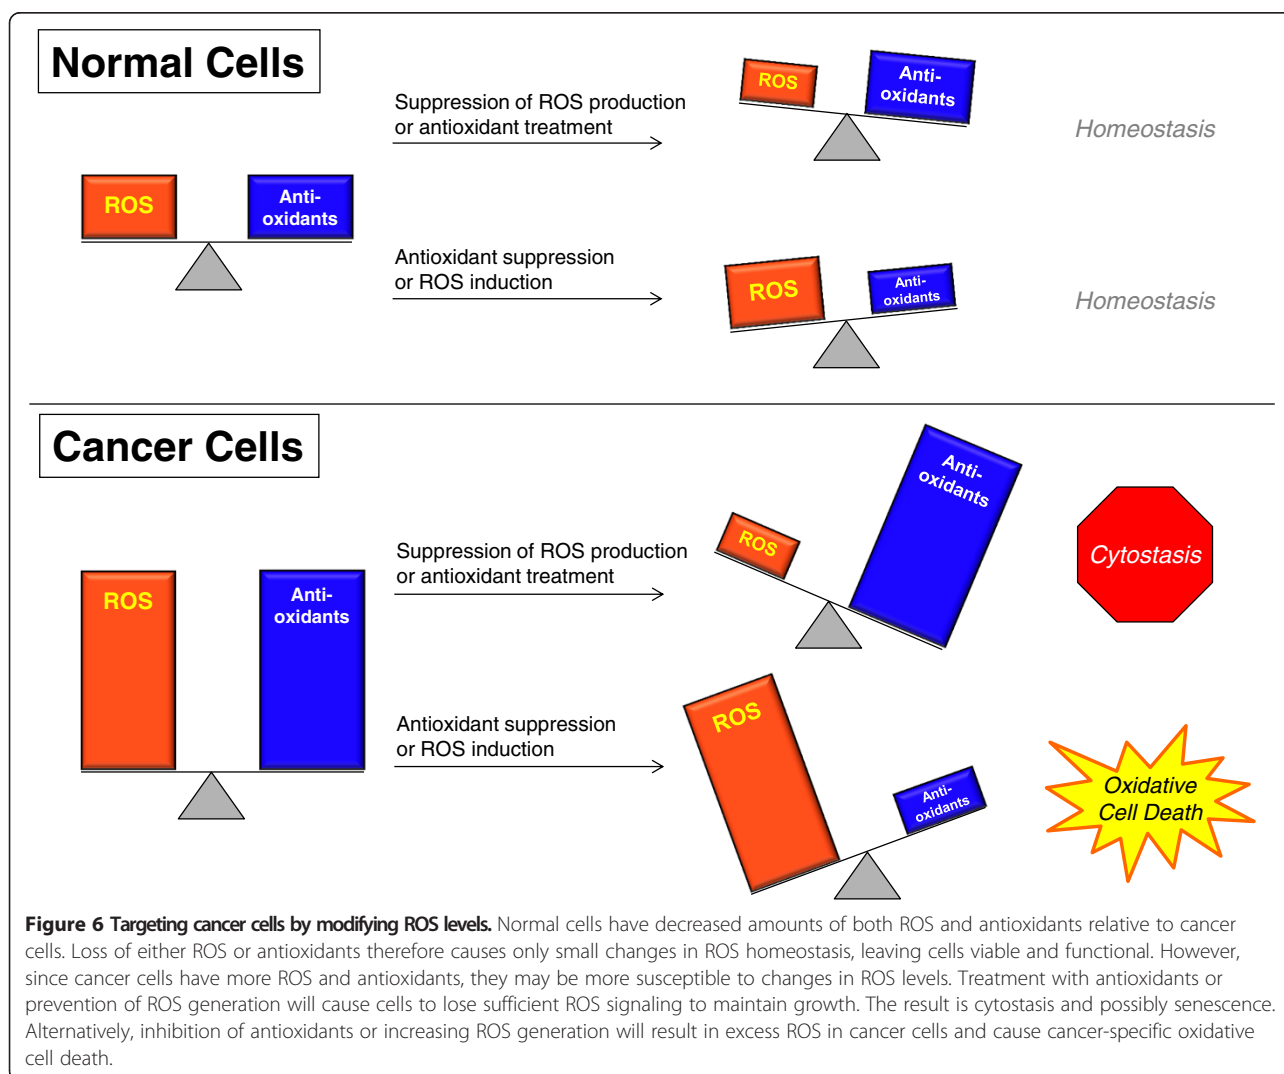 Normal Cells
ROS
Anti-
oxidants
Suppression of ROS production
or antioxidant treatment
ROS
Anti-
oxidants
Homeostasis
Antioxidant suppression
or ROS induction
ROS
Anti-
oxidants
Homeostasis
Cancer Cells
ROS
Anti-
oxidants
Suppression of ROS production
or antioxidant treatment
ROS
Anti-
oxidants
Cytostasis
Antioxidant suppression
or ROS induction
ROS
Anti-
oxidants
Oxidative
Cell Death
Figure 6 Targeting cancer cells by modifying ROS levels. Normal cells have decreased amounts of both ROS and antioxidants relative to cancer
cells. Loss of either ROS or antioxidants therefore causes only small changes in ROS homeostasis, leaving cells viable and functional. However,
since cancer cells have more ROS and antioxidants, they may be more susceptible to changes in ROS levels. Treatment with antioxidants or
prevention of ROS generation will cause cells to lose sufficient ROS signaling to maintain growth. The result is cytostasis and possibly senescence.
Alternatively, inhibition of antioxidants or increasing ROS generation will result in excess ROS in cancer cells and cause cancer-specific oxidative
cell death.